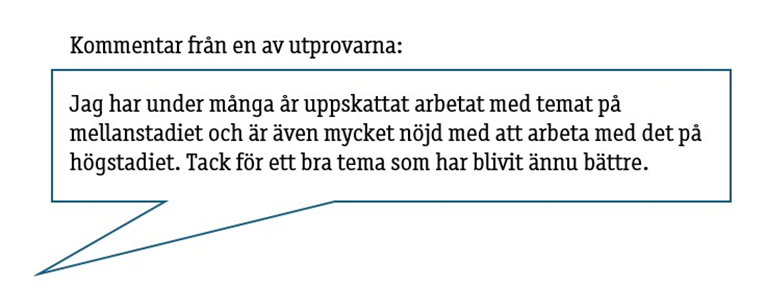 Kommentar från en av utprovarna:
Jag har under många år uppskattat arbetat med temat på
mellanstadiet och är även mycket nöjd med att arbeta med det på
högstadiet. Tack för ett bra tema som har blivit ännu bättre.